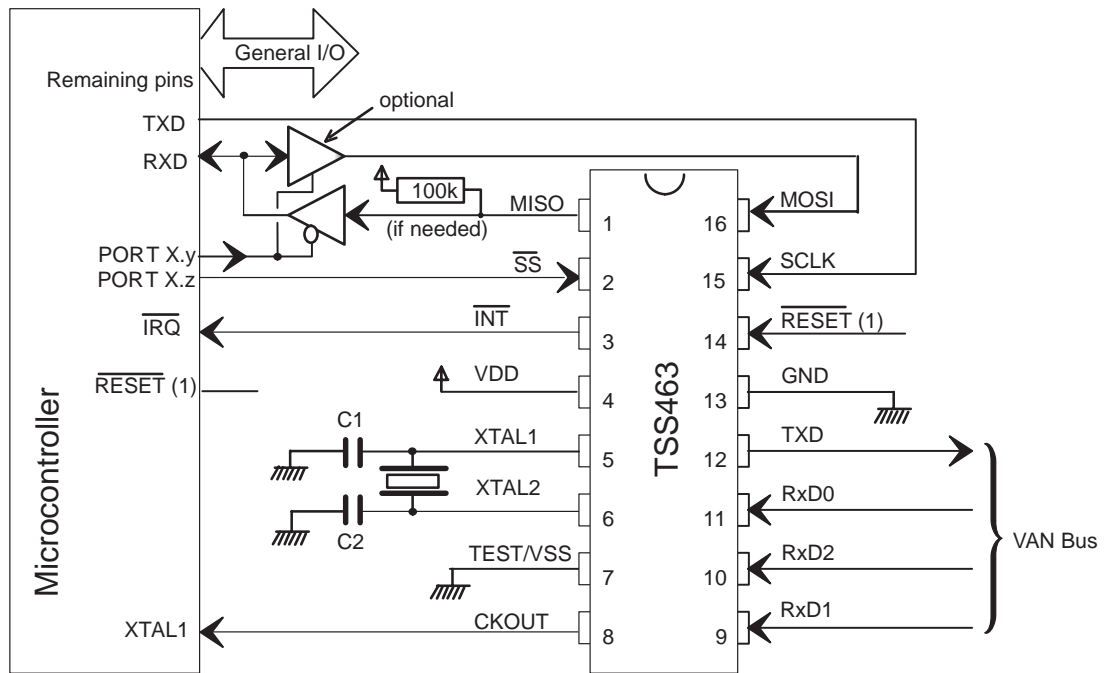 General I/O
Remaining pins
optional
TXD
RXD
100k
MISO
(if needed)
MOSI
1
16
PORT X.y
PORT X.z
SS
SCLK
2
15
IRQ
INT
RESET (1)
3
14
RESET (1)
VDD
GND
4
13
C1
XTAL1
TXD
5
12
XTAL2
RxD0
6
11
C2
VAN Bus
TEST/VSS
RxD2
7
10
XTAL1
CKOUT
RxD1
8
9
Microcontroller
TSS463